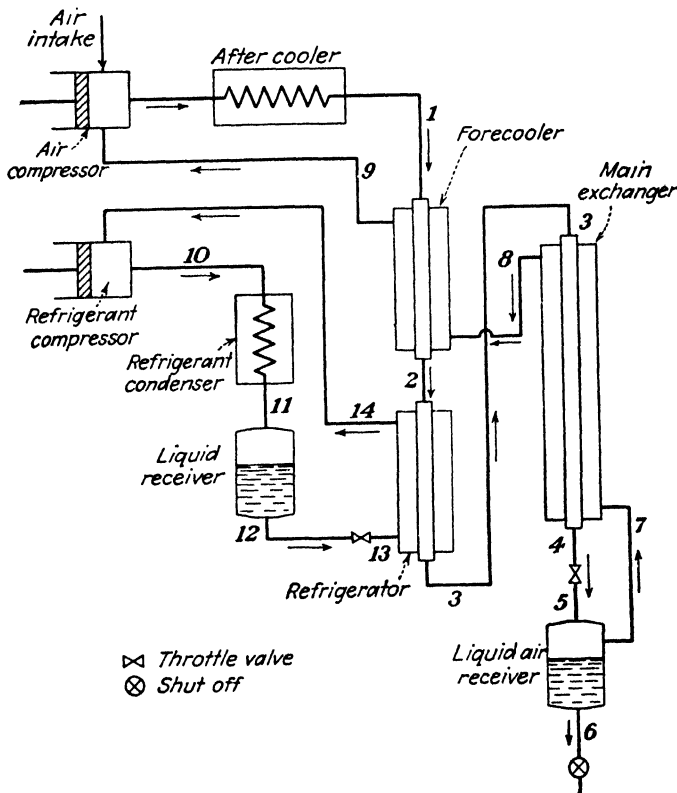 Air
intake
After cooler
1
Forecooler
Air
compressor
9
Main
exchanger
3
8
10
Refrigerant
compressor
Refrigerant
condenser
2
11
14
Liquid
receiver
12
13
7
4
Refrigerator
3
5
Throttle valve
Shut off
Liquid air
receiver
6